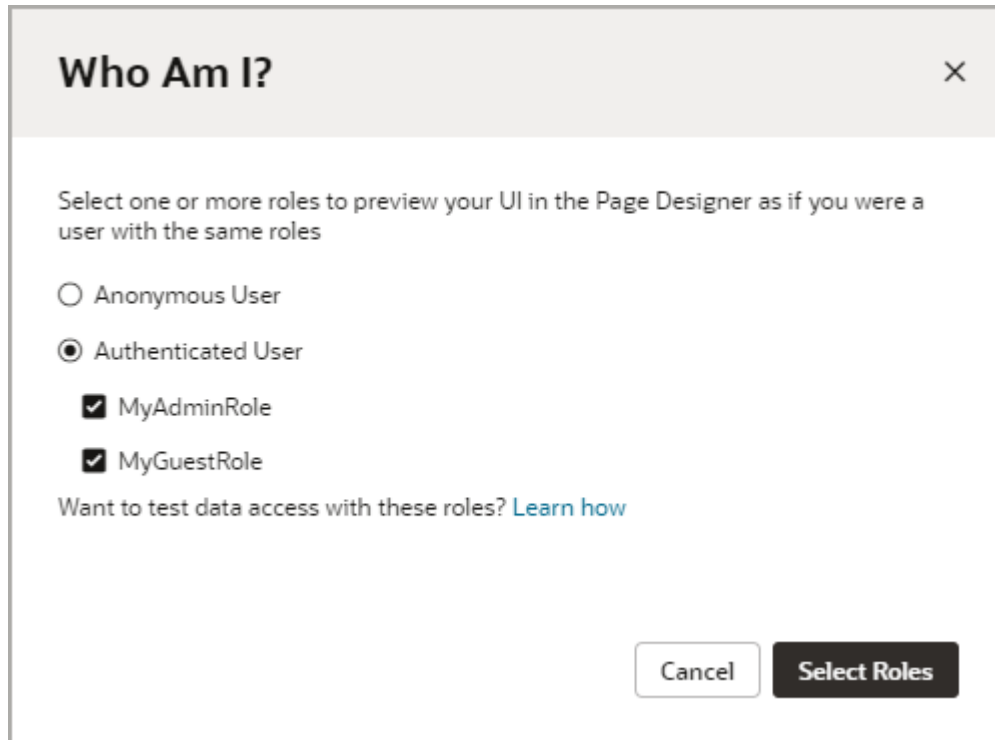 Who Am I?
Select one or more roles to preview your UI in the Page Designer as if you were a
user with the same roles
Anonymous User
Authenticated User
MyAdminRole
MyGuestRole
Want to test data access with these roles? Learn how
Cancel
Select Roles